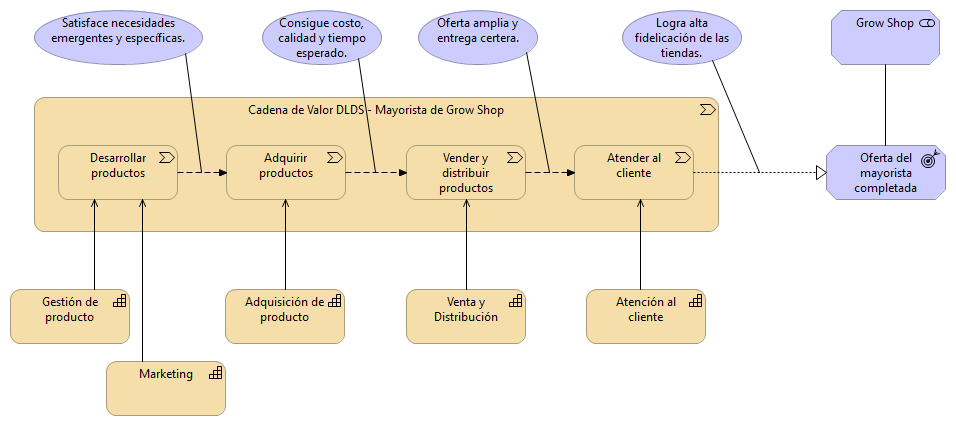 Satisface necesidades
emergentes y específicas.
Consigue costo,
calidad y tiempo
esperado.
Oferta amplia y
entrega certera.
Logra alta
fidelicación de las
tiendas.
Grow Shop
Cadena de Valor DLDS - Mayorista de Grow Shop
Desarrollar
productos
Adquirir
productos
Vender y
distribuir
productos
Atender al
cliente
Oferta del
mayorista
completada
Gestión de
producto
Adquisición de
producto
Venta y
Distribución
Atención al
cliente
Marketing